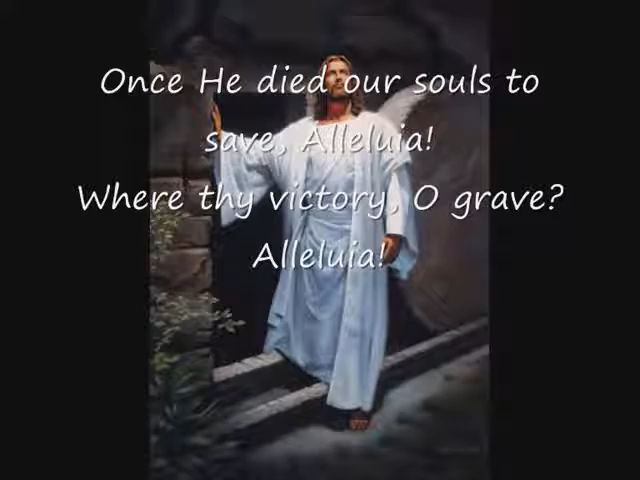 Once He died our souls to
save, Alleluia!
Where thy victory, O grave?
Alleluia!